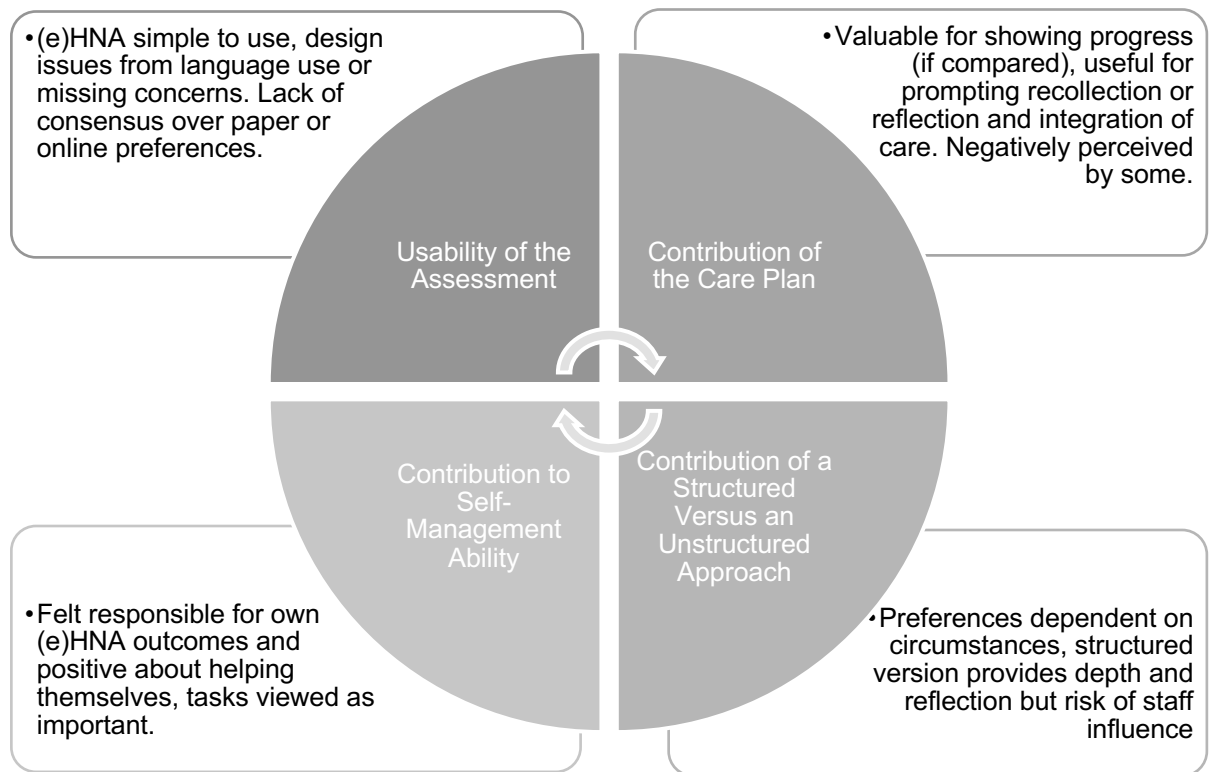 •(e)HNA simple to use, design
issues from language use or
missing concerns. Lack of
consensus over paper or
online preferences.
•Valuable for showing progress
(if compared), useful for
prompting recollection or
reflection and integration of
care. Negatively perceived
by some.
Usability of the
Assessment
Contribution of
the Care Plan
Contribution to
Self-
Management
Ability
Contribution of a
Structured
Versus an
Unstructured
Approach
•Felt responsible for own
(e)HNA outcomes and
positive about helping
themselves, tasks viewed as
important.
•Preferences dependent on
circumstances, structured
version provides depth and
reflection but risk of staff
influence